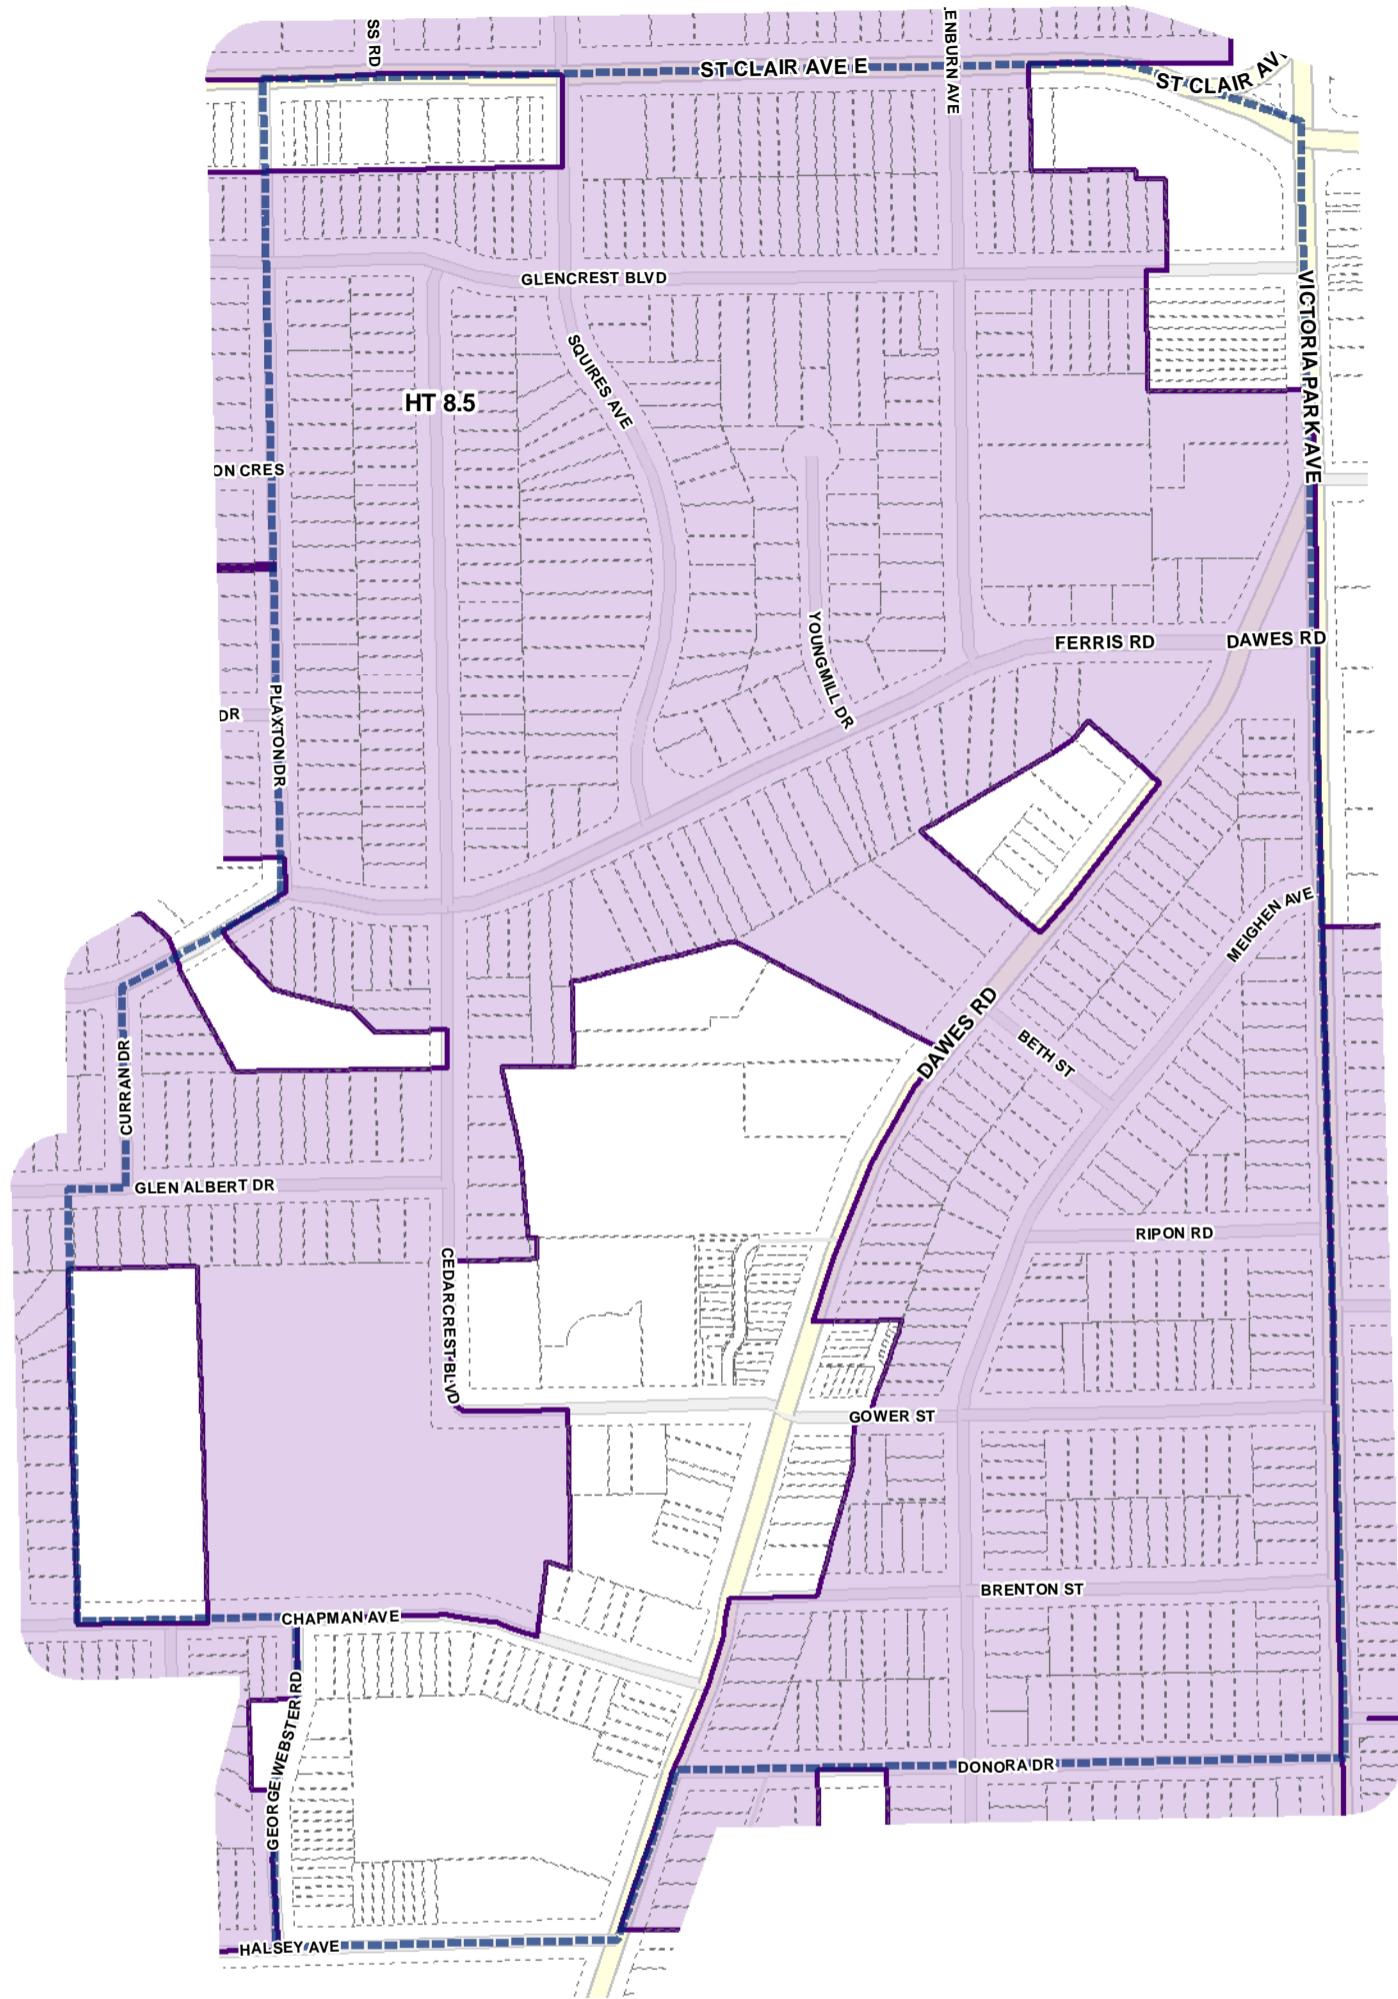 SS RD
ENBURN AVE
ST CLAIR AVE E
ST CLAIR AV
GLENCREST BLVD
VICTORIA PARK AVE
SQUIRES AVE
HT 8.5
ON CRES
YOUNGMILL DR
FERRIS RD
DAWES RD
DR
PLAXTON DR
MEIGHEN AVE
DAWES RD
BETH ST
CURRAN DR
GLEN ALBERT DR
RIPON RD
CEDARCREST BLVD
GOWER ST
BRENTON ST
CHAPMAN AVE
GEORGE WEBSTER RD
DONORA DR
HALSEY AVE